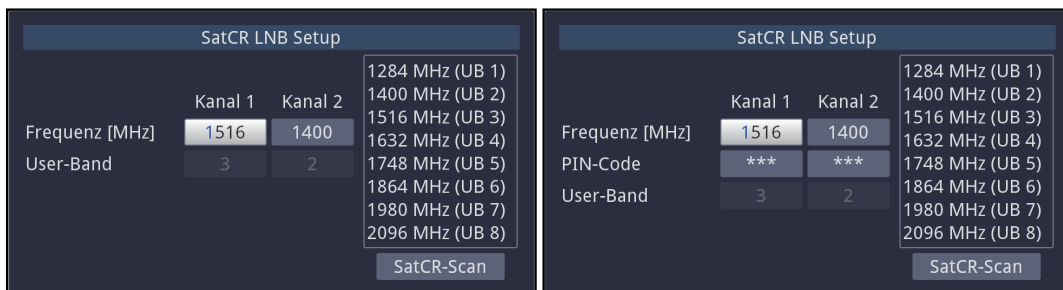 SatCR LNB Setup
Kanal 1 Kanal 2
Frequenz [MHz] 1516 1400
User-Band 3 2
1284 MHz (UB 1)
1400 MHz (UB 2)
1516 MHz (UB 3)
1632 MHz (UB 4)
1748 MHz (UB 5)
1864 MHz (UB 6)
1980 MHz (UB 7)
2096 MHz (UB 8)
SatCR-Scan
SatCR LNB Setup
Kanal 1 Kanal 2
Frequenz [MHz] 1516 1400
PIN-Code *** ***
User-Band 3 2
1284 MHz (UB 1)
1400 MHz (UB 2)
1516 MHz (UB 3)
1632 MHz (UB 4)
1748 MHz (UB 5)
1864 MHz (UB 6)
1980 MHz (UB 7)
2096 MHz (UB 8)
SatCR-Scan